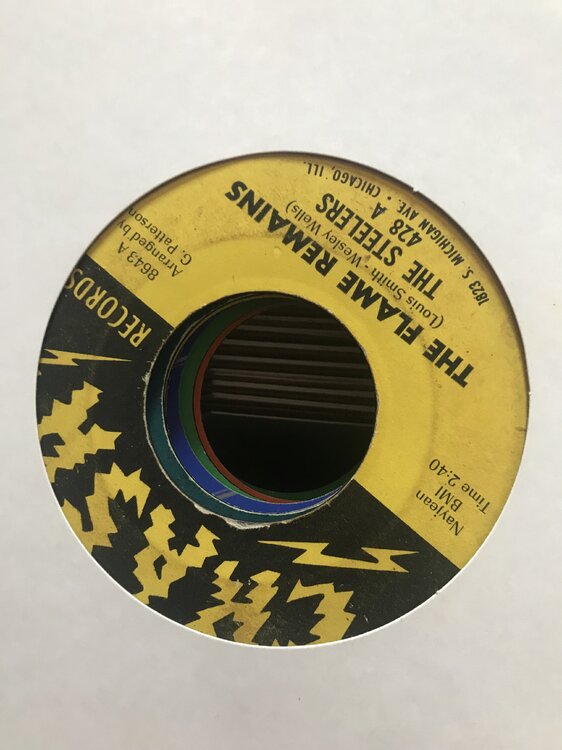 CRASH
RECORDS
Nayjean
BMI
Time 2:40
8643 A
Arranged by
G. Patterson
THE FLAME REMAINS
(Louis Smith - Wesley Wells)
THE STEELERS
428 A
1823 S. MICHIGAN AVE. • CHICAGO, ILL.